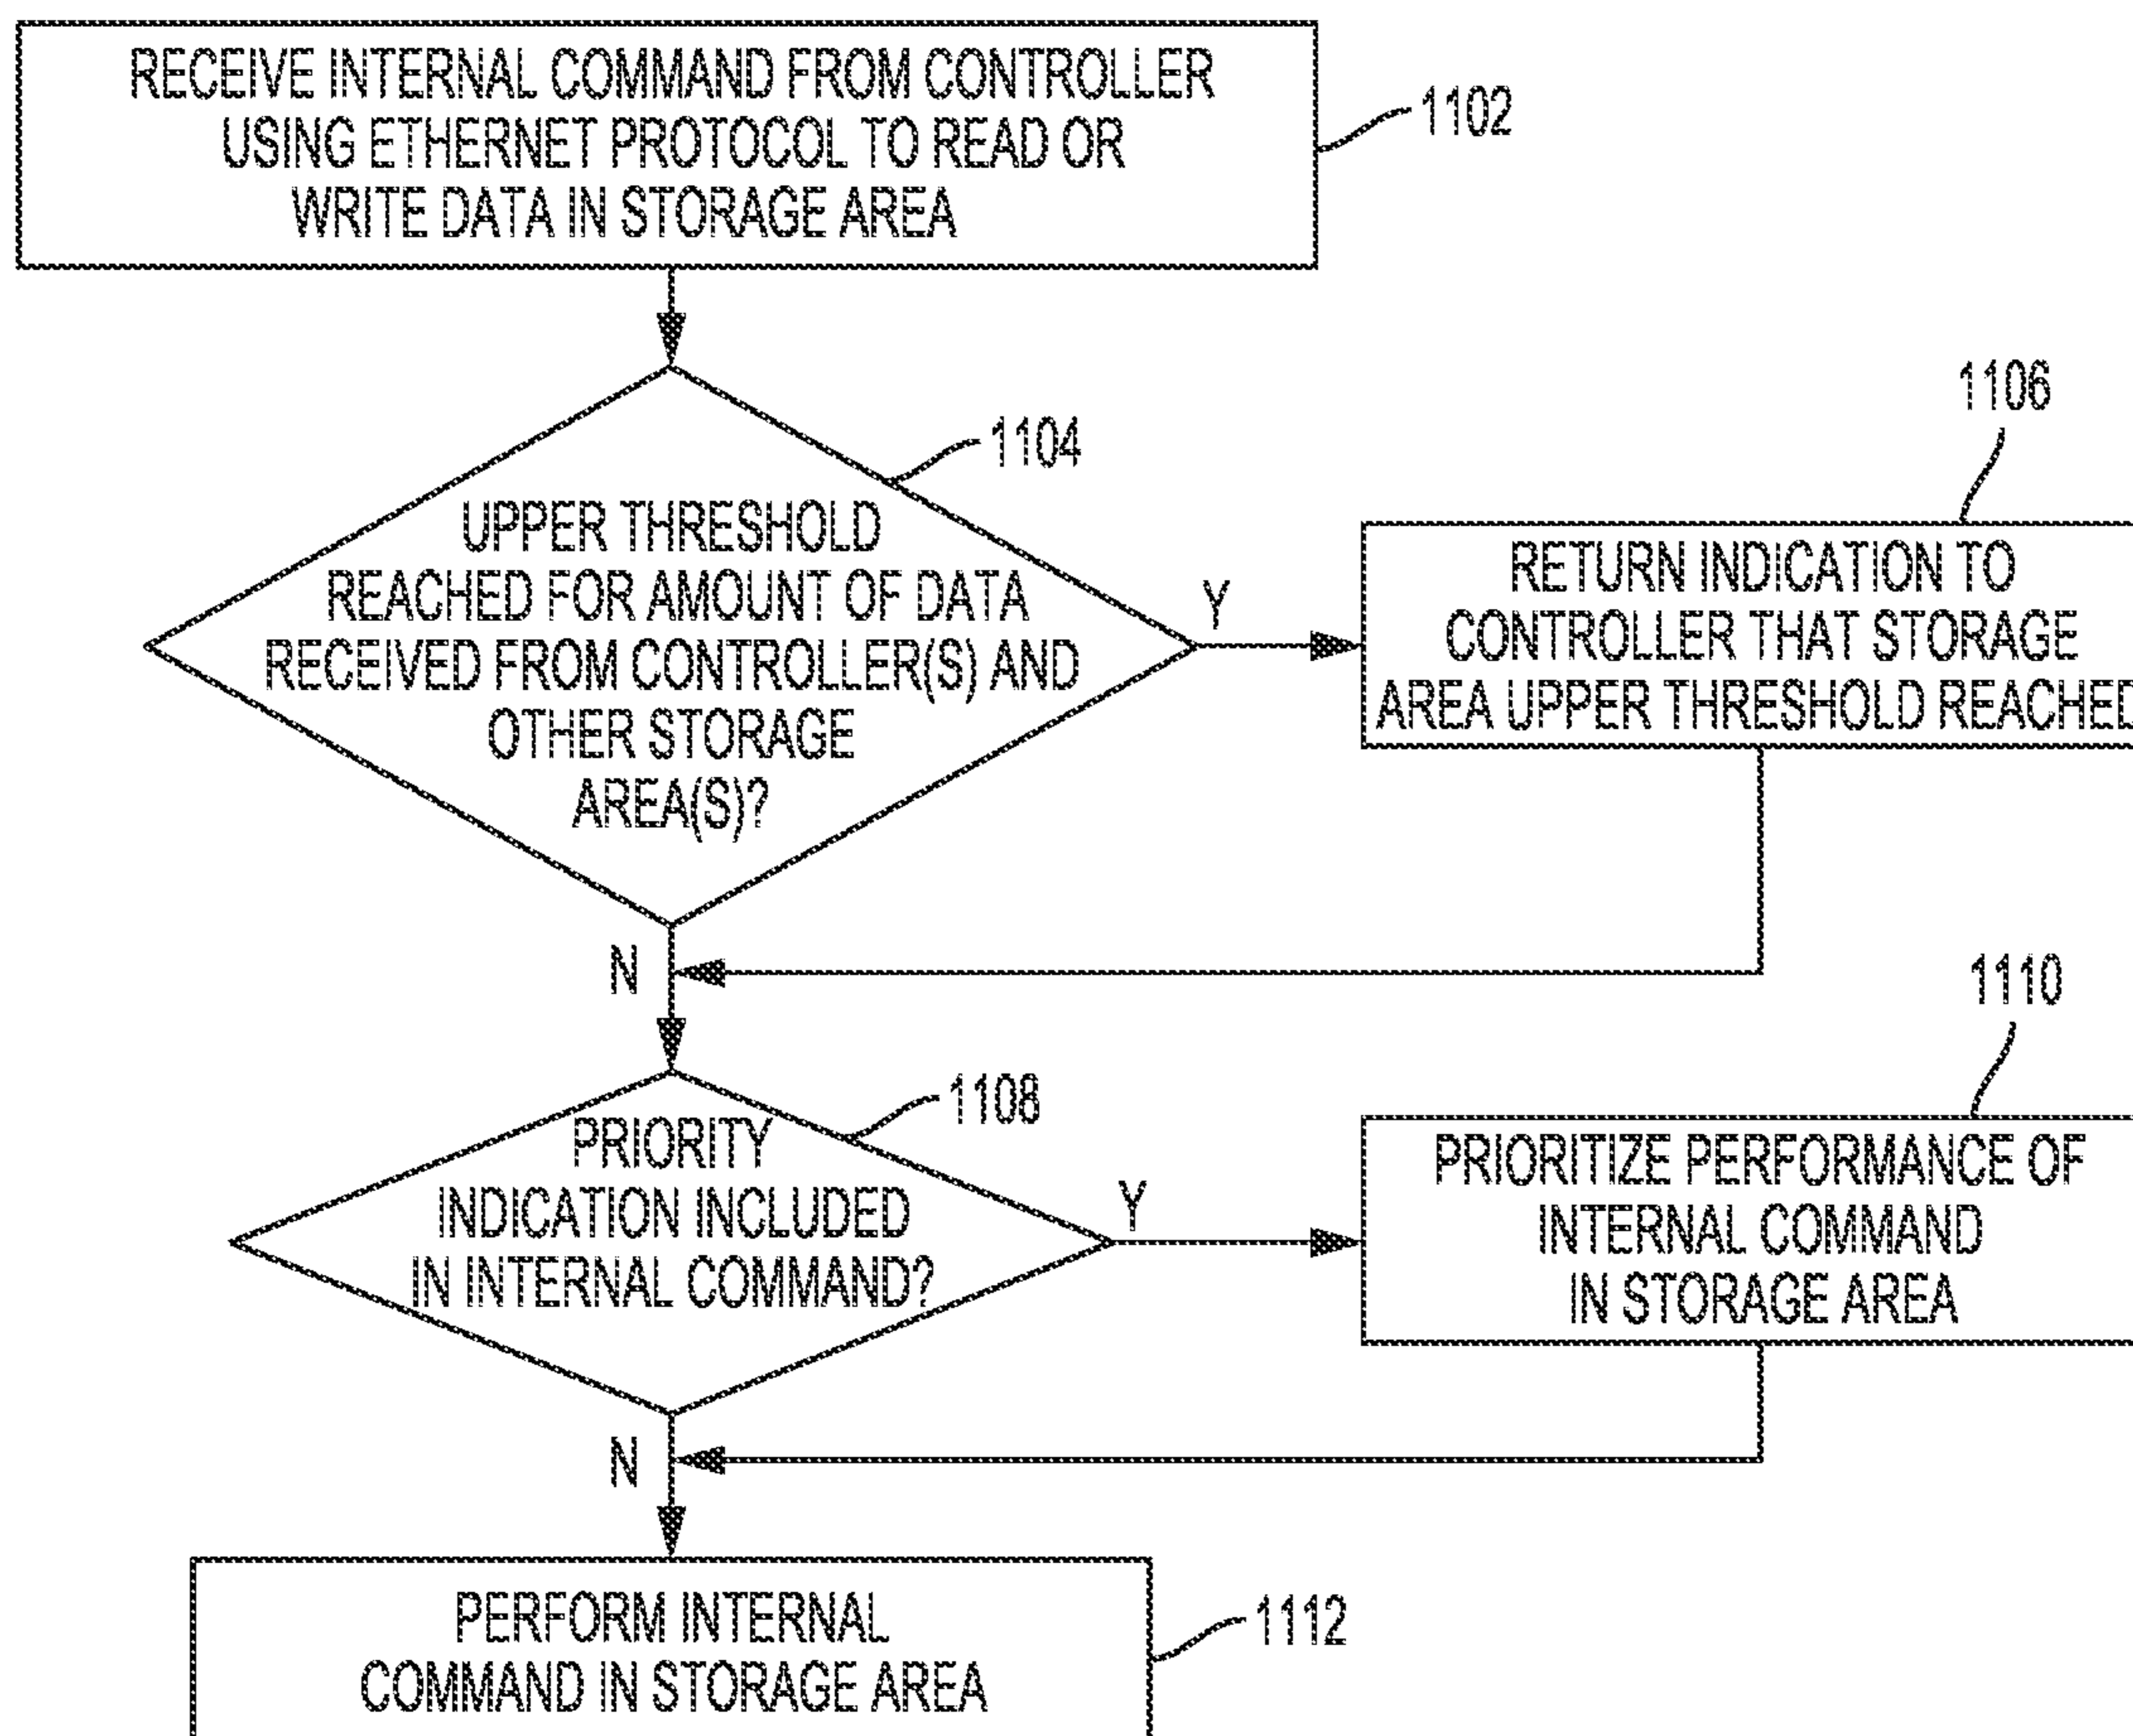 RECEIVE INTERNAL COMMAND FROM CONTROLLER
USING ETHERNET PROTOCOL TO READ OR
WRITE DATA IN STORAGE AREA
1102
1104
UPPER THRESHOLD
REACHED FOR AMOUNT OF DATA
RECEIVED FROM CONTROLLER(S) AND
OTHER STORAGE
AREA(S)?
Y
1106
RETURN INDICATION TO
CONTROLLER THAT STORAGE
AREA UPPER THRESHOLD REACHED
N
1108
PRIORITY
INDICATION INCLUDED
IN INTERNAL COMMAND?
Y
1110
PRIORITIZE PERFORMANCE OF
INTERNAL COMMAND
IN STORAGE AREA
N
PERFORM INTERNAL
COMMAND IN STORAGE AREA
1112